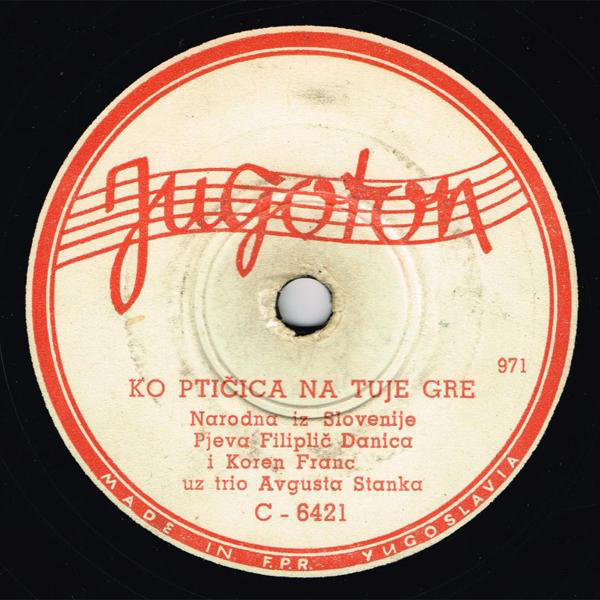 Jugoton
971
KO PTIČICA NA TUJE GRE
Narodna iz Slovenije
Pjeva Filiplič Danica
i Koren Franc
uz trio Avgusta Stanka
C - 6421
MADE IN F.P.R. YUGOSLAVIA